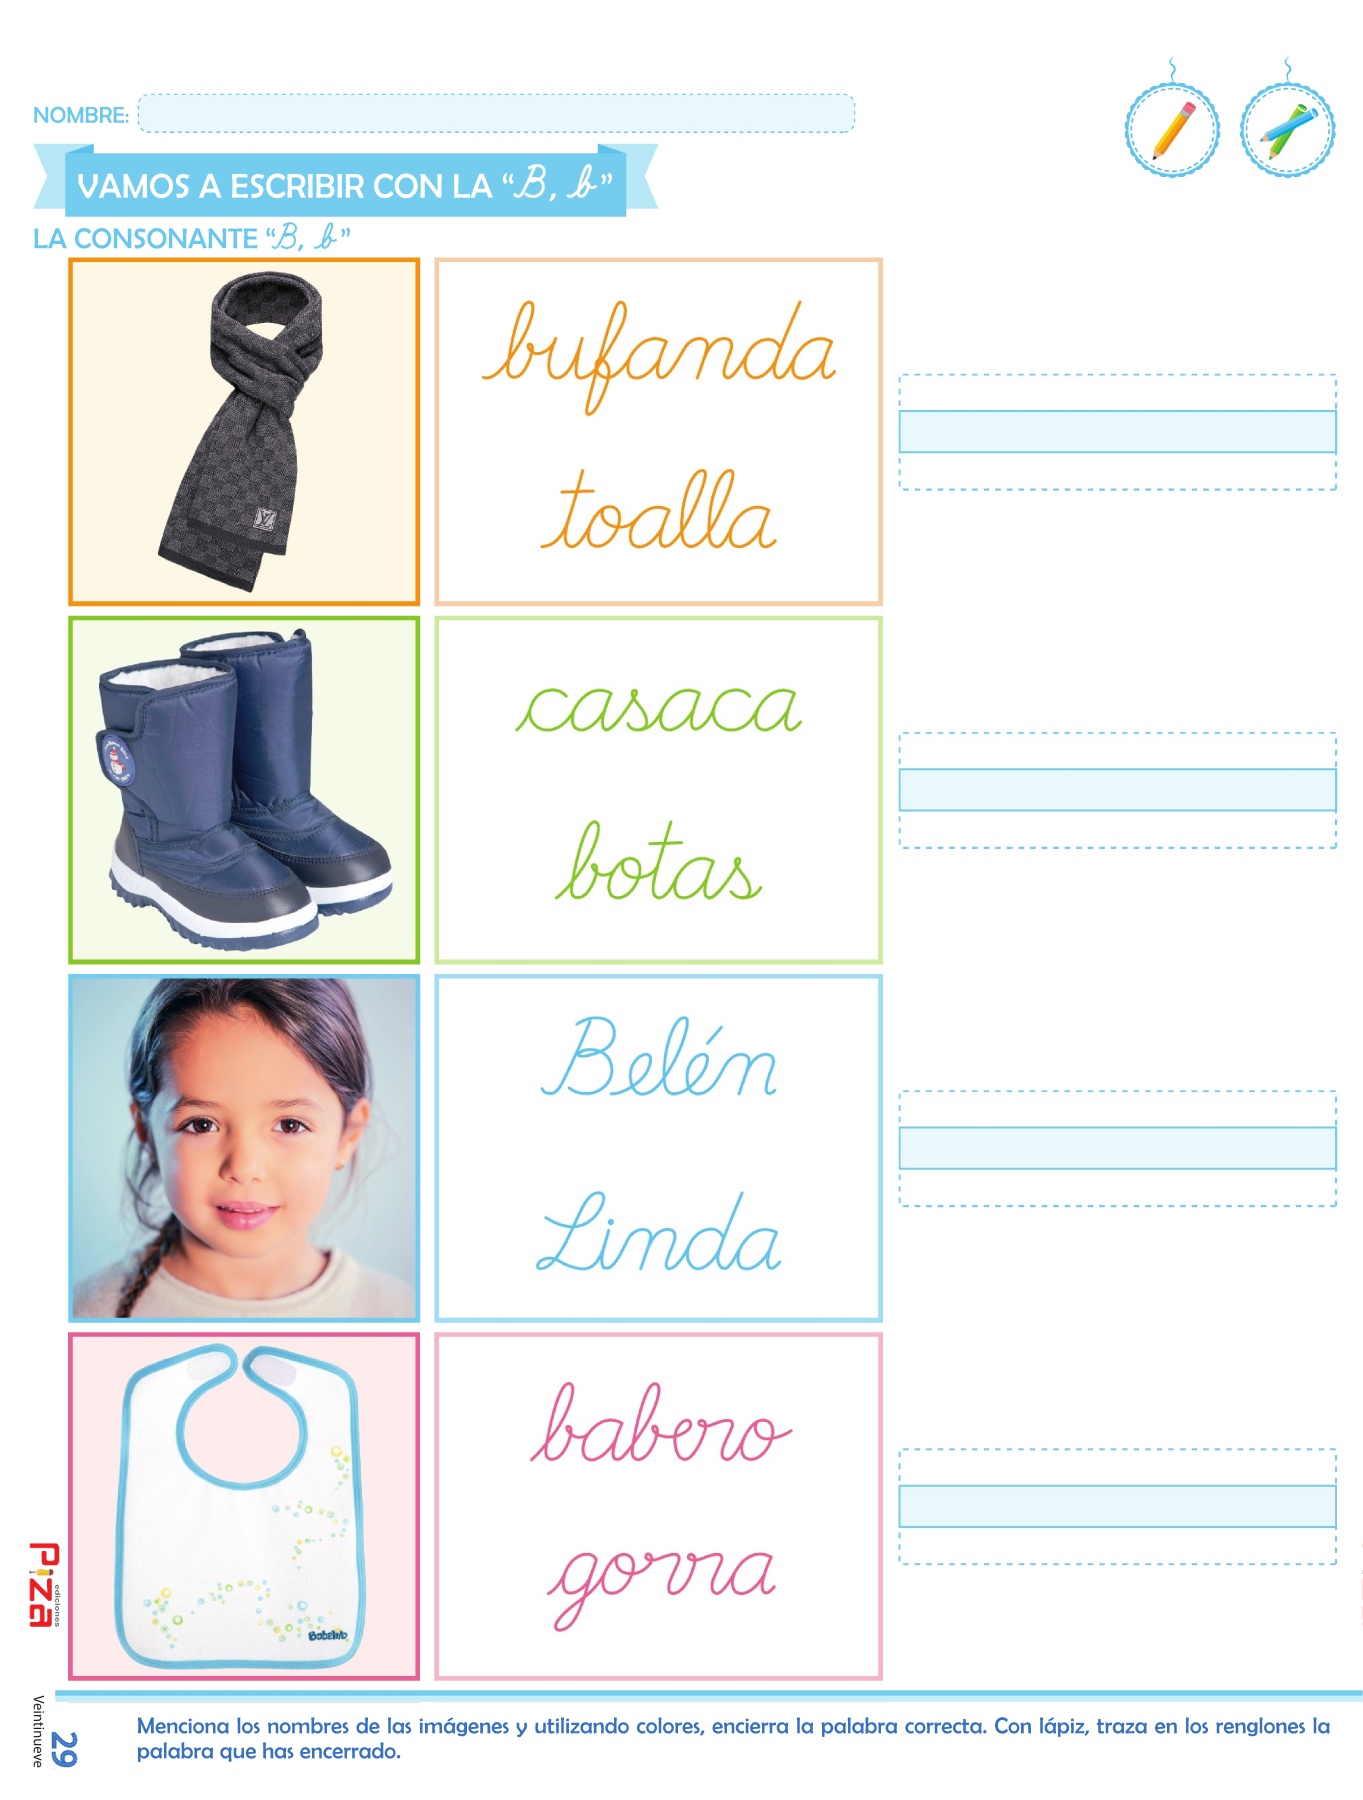 NOMBRE:
VAMOS A ESCRIBIR CON LA “B, b”
LA CONSONANTE “B, b”
bufanda
toalla
LV
casaca
botas
Belén
Linda
babero
gorra
PIZA
ediciones
Veintinueve
29
Menciona los nombres de las imágenes y utilizando colores, encierra la palabra correcta. Con lápiz, traza en los renglones la
palabra que has encerrado.